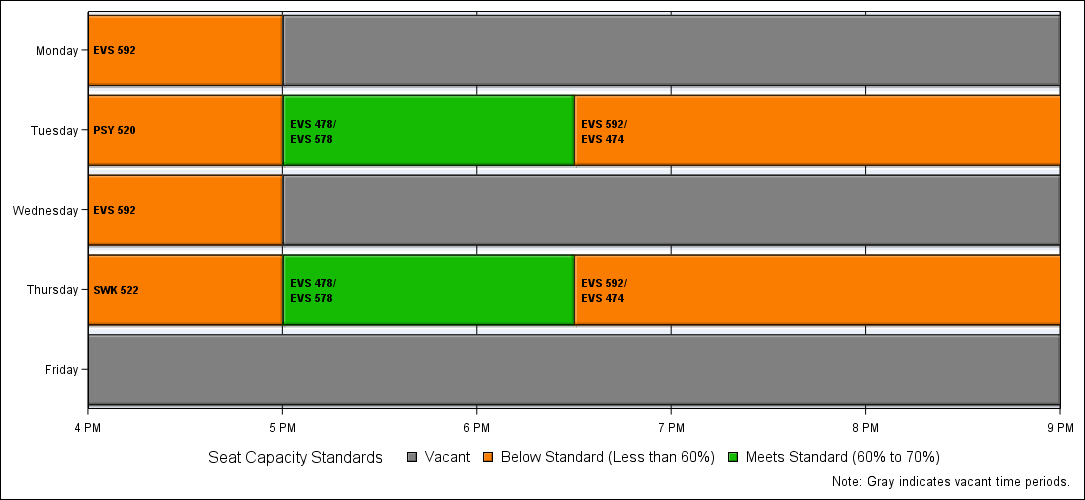 Monday
EVS 592
Tuesday
PSY 520
EVS 478/
EVS 578
EVS 592/
EVS 474
Wednesday
EVS 592
Thursday
SWK 522
EVS 478/
EVS 578
EVS 592/
EVS 474
Friday
4 PM 5 PM 6 PM 7 PM 8 PM 9 PM
Seat Capacity Standards Vacant Below Standard (Less than 60%) Meets Standard (60% to 70%)
Note: Gray indicates vacant time periods.